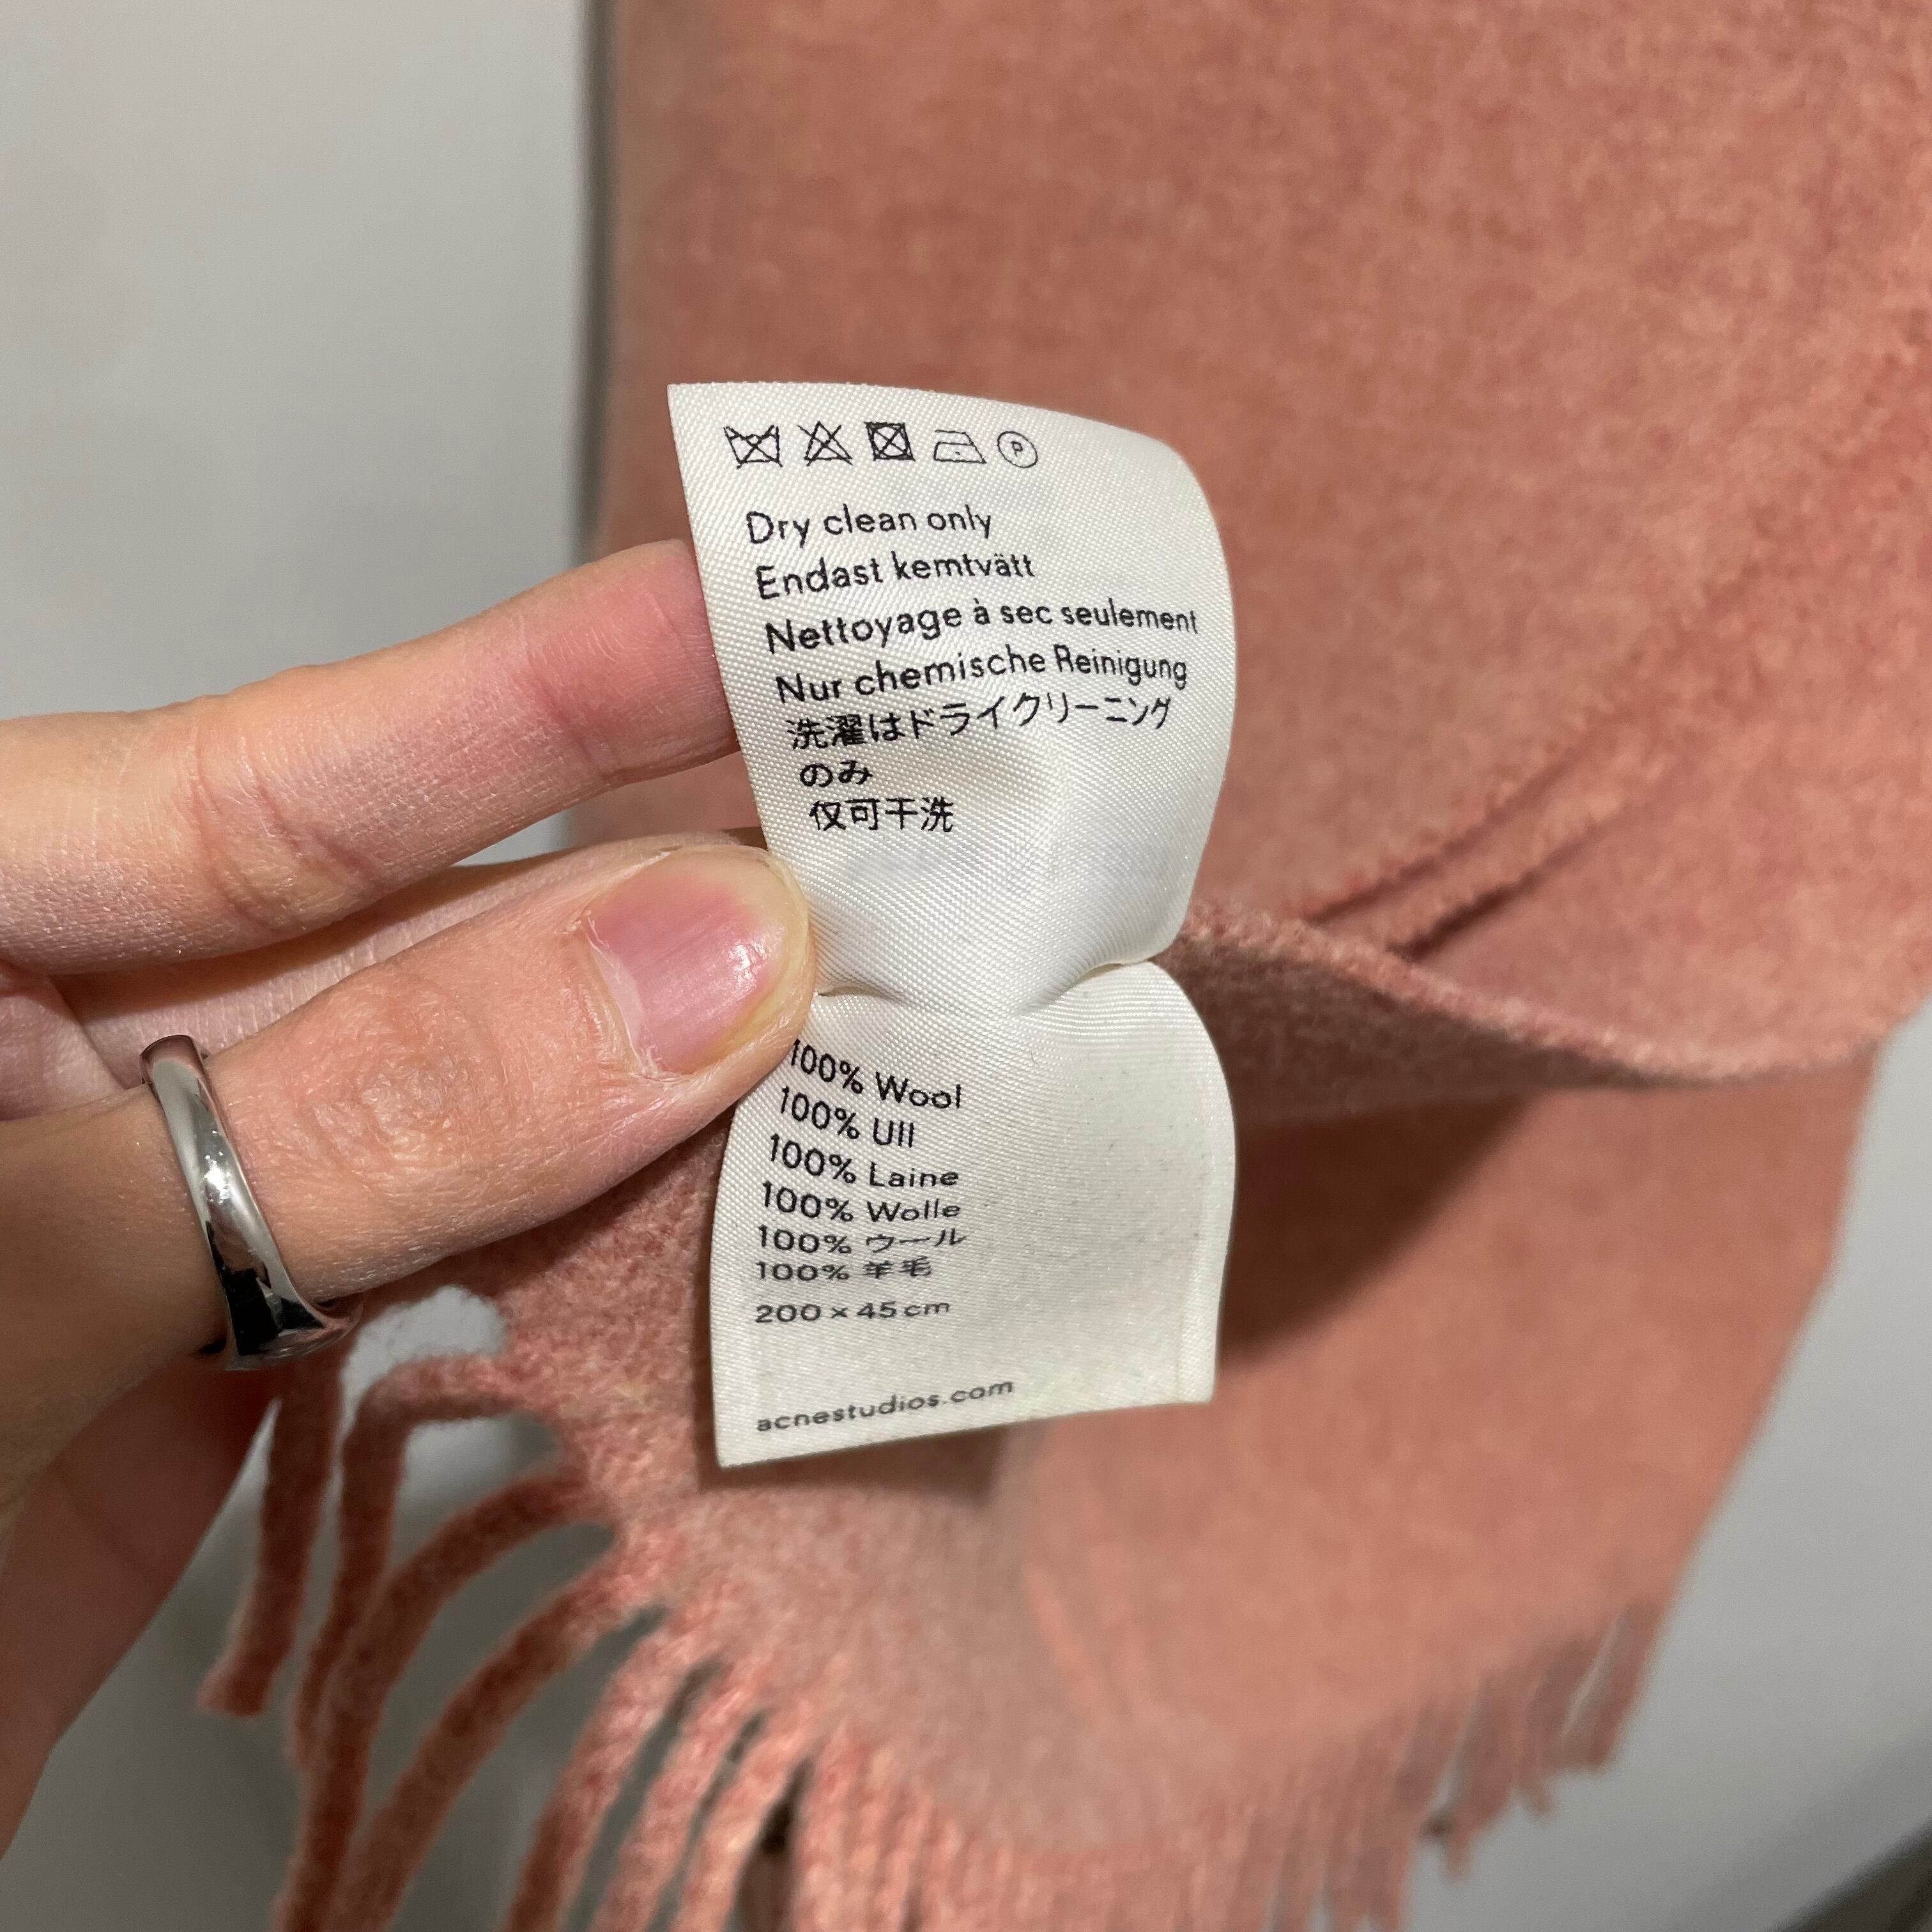 P
Dry clean only
Endast kemtvätt
Nettoyage à sec seulement
Nur chemische Reinigung
洗濯はドライクリーニング
のみ
仅可干洗
100% Wool
100% Ull
100% Laine
100% Wolle
100% ウール
100% 羊毛
200 × 45 cm
acnestudios.com